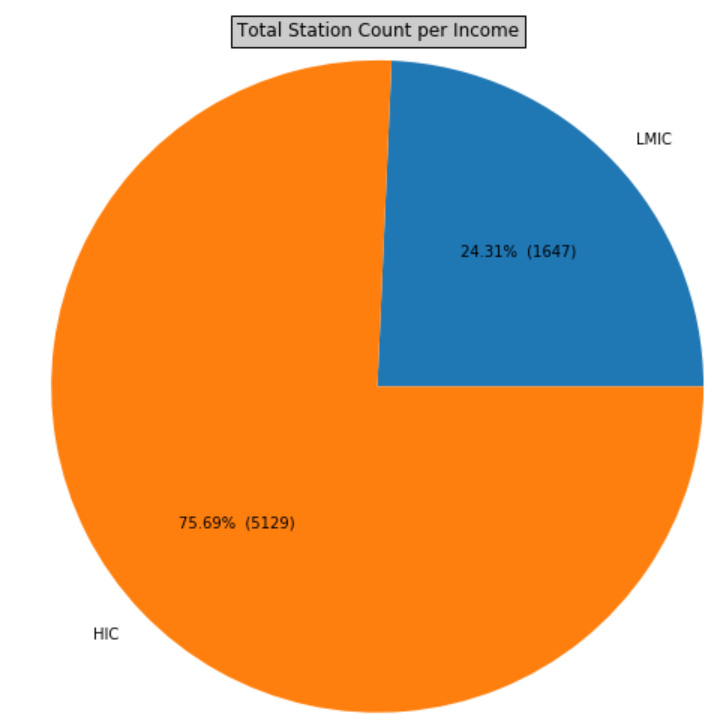 Total Station Count per Income
LMIC
24.31%  (1647)
75.69%  (5129)
HIC